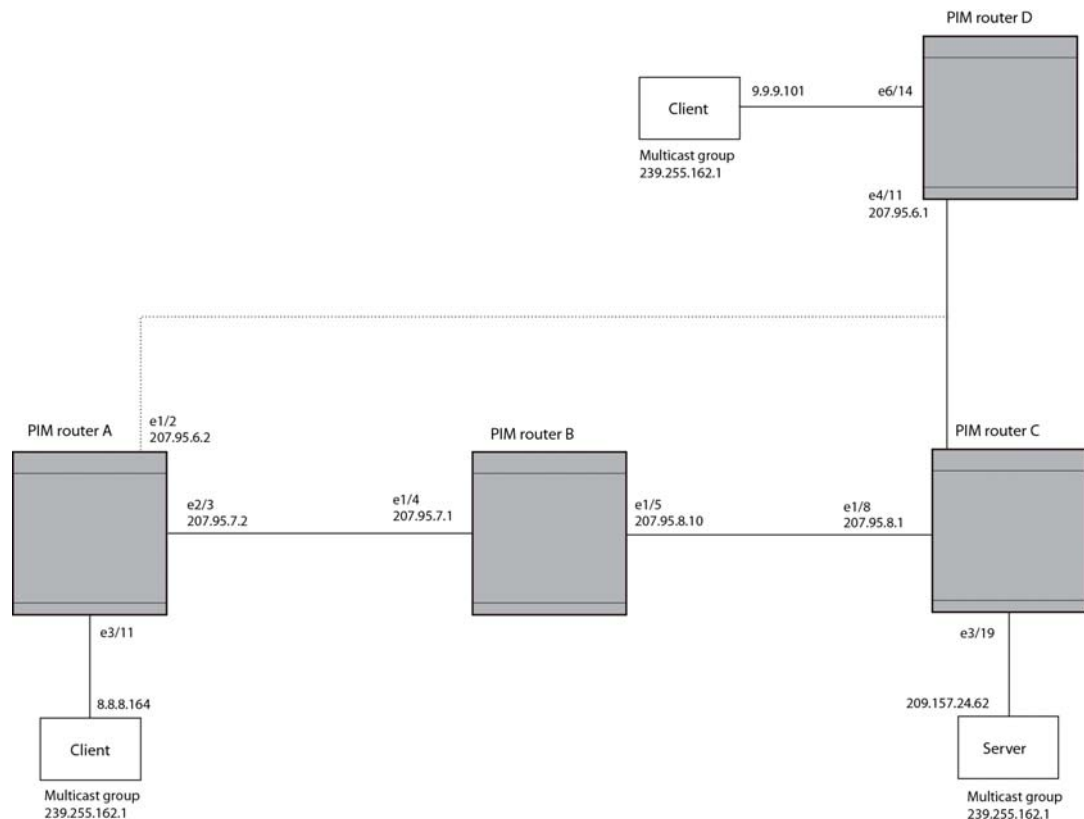 PIM router D
9.9.9.101
e6/14
Client
Multicast group
239.255.162.1
e4/11
207.95.6.1
e1/2
207.95.6.2
PIM router A
PIM router B
PIM router C
e2/3
207.95.7.2
e1/4
207.95.7.1
e1/5
207.95.8.10
e1/8
207.95.8.1
e3/11
e3/19
8.8.8.164
209.157.24.62
Client
Server
Multicast group
239.255.162.1
Multicast group
239.255.162.1